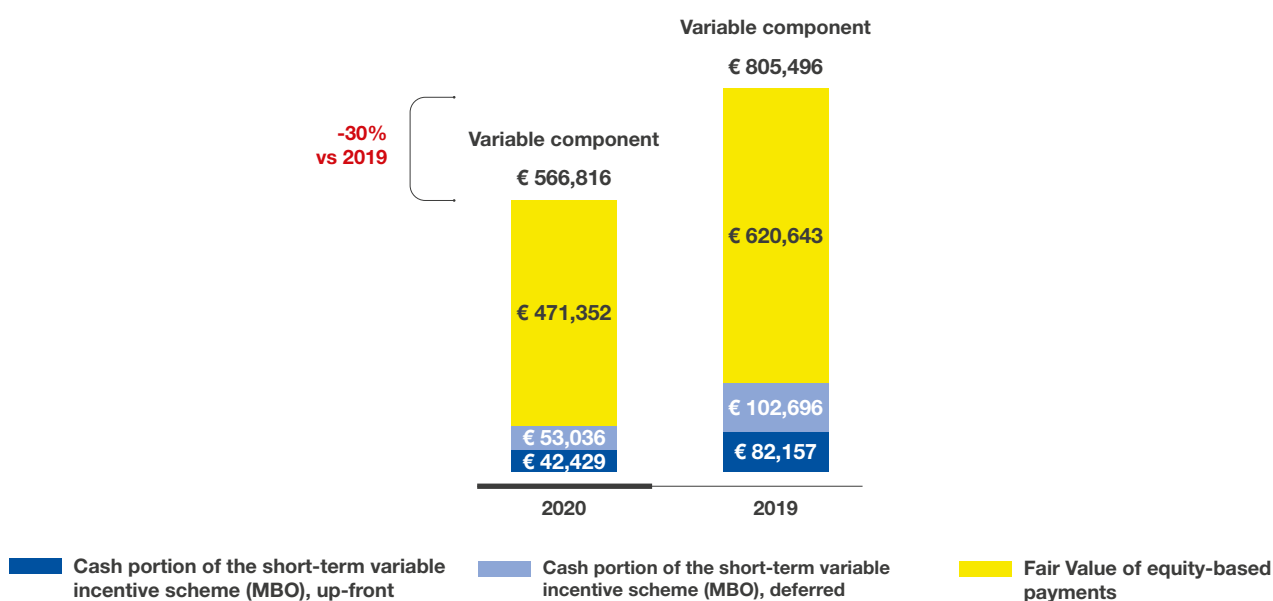 Variable component
€ 805,496
-30%
vs 2019
Variable component
€ 566,816
€ 620,643
€ 471,352
€ 102,696
€ 53,036
€ 82,157
€ 42,429
2020
2019
Cash portion of the short-term variable
incentive scheme (MBO), up-front
Cash portion of the short-term variable
incentive scheme (MBO), deferred
Fair Value of equity-based
payments